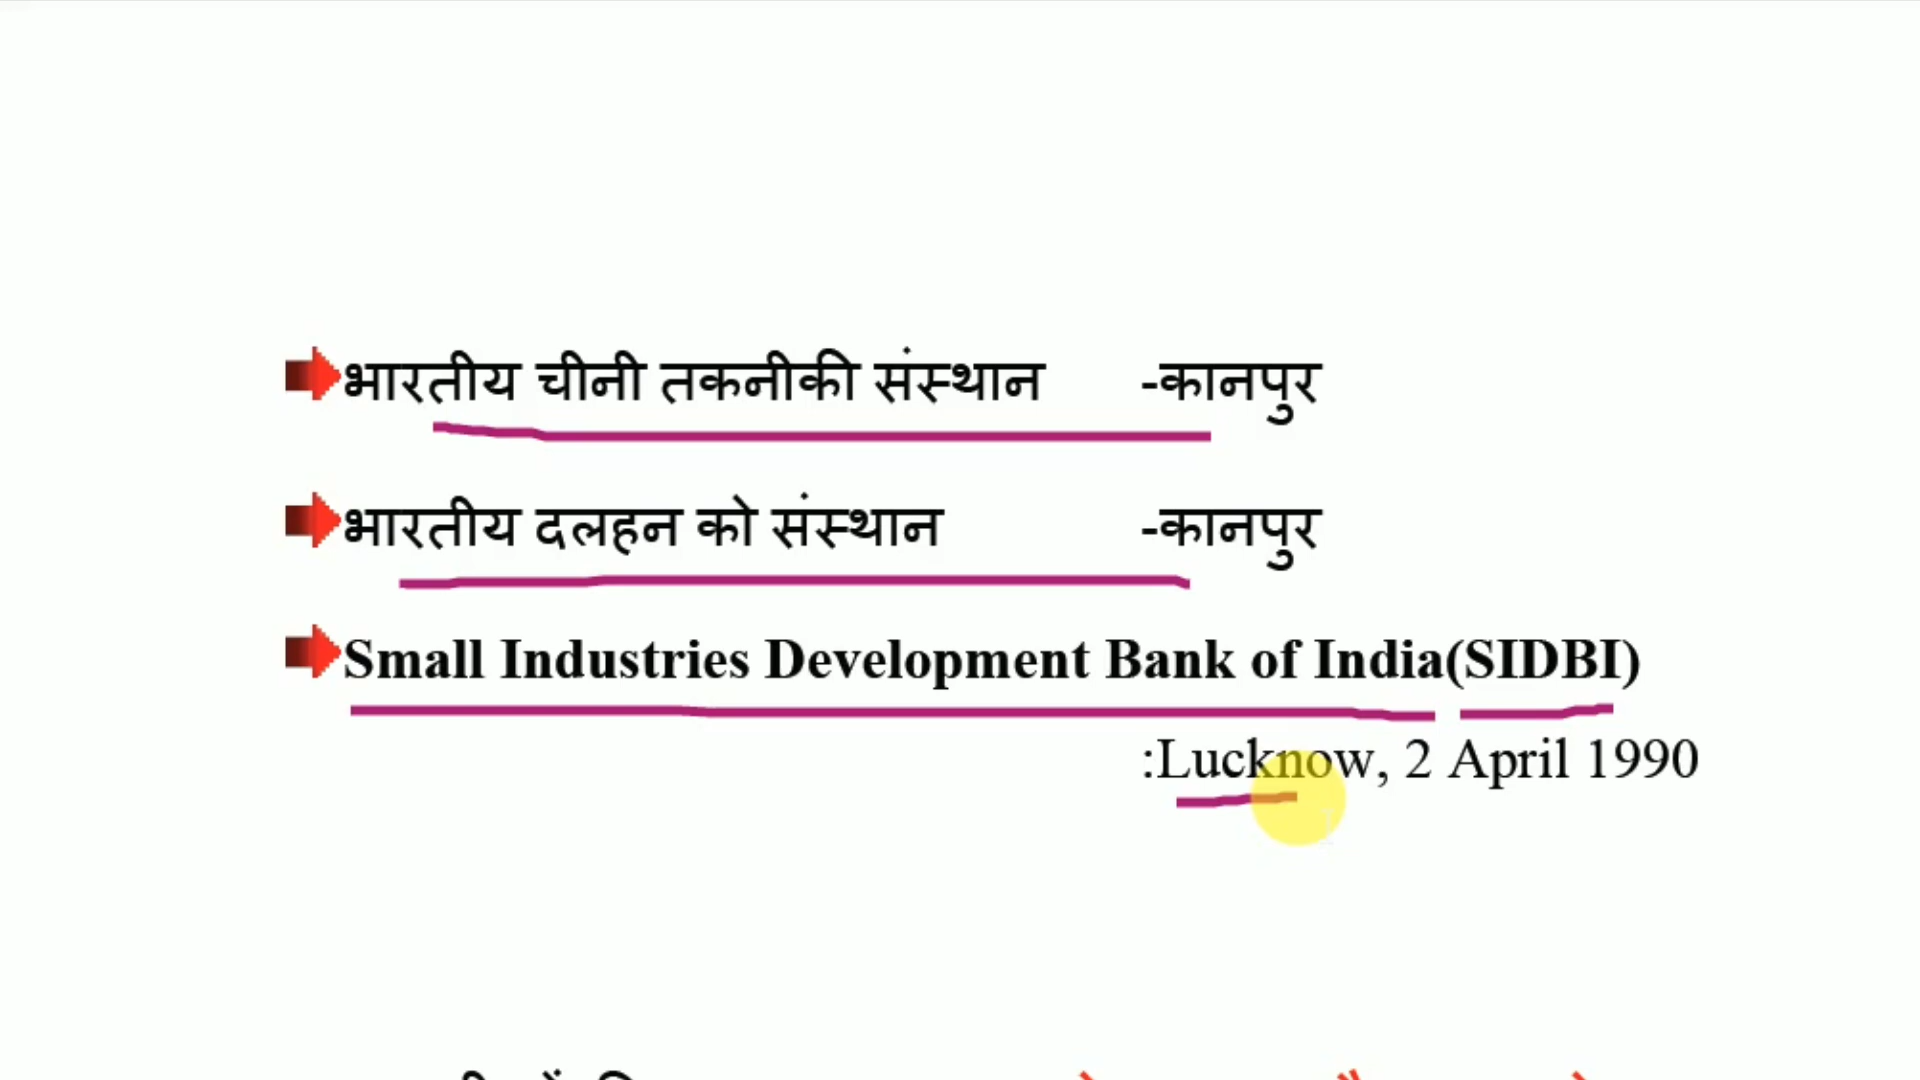 भारतीय चीनी तकनीकी संस्थान -कानपुर
भारतीय दलहन को संस्थान -कानपुर
Small Industries Development Bank of India(SIDBI)
:Lucknow, 2 April 1990